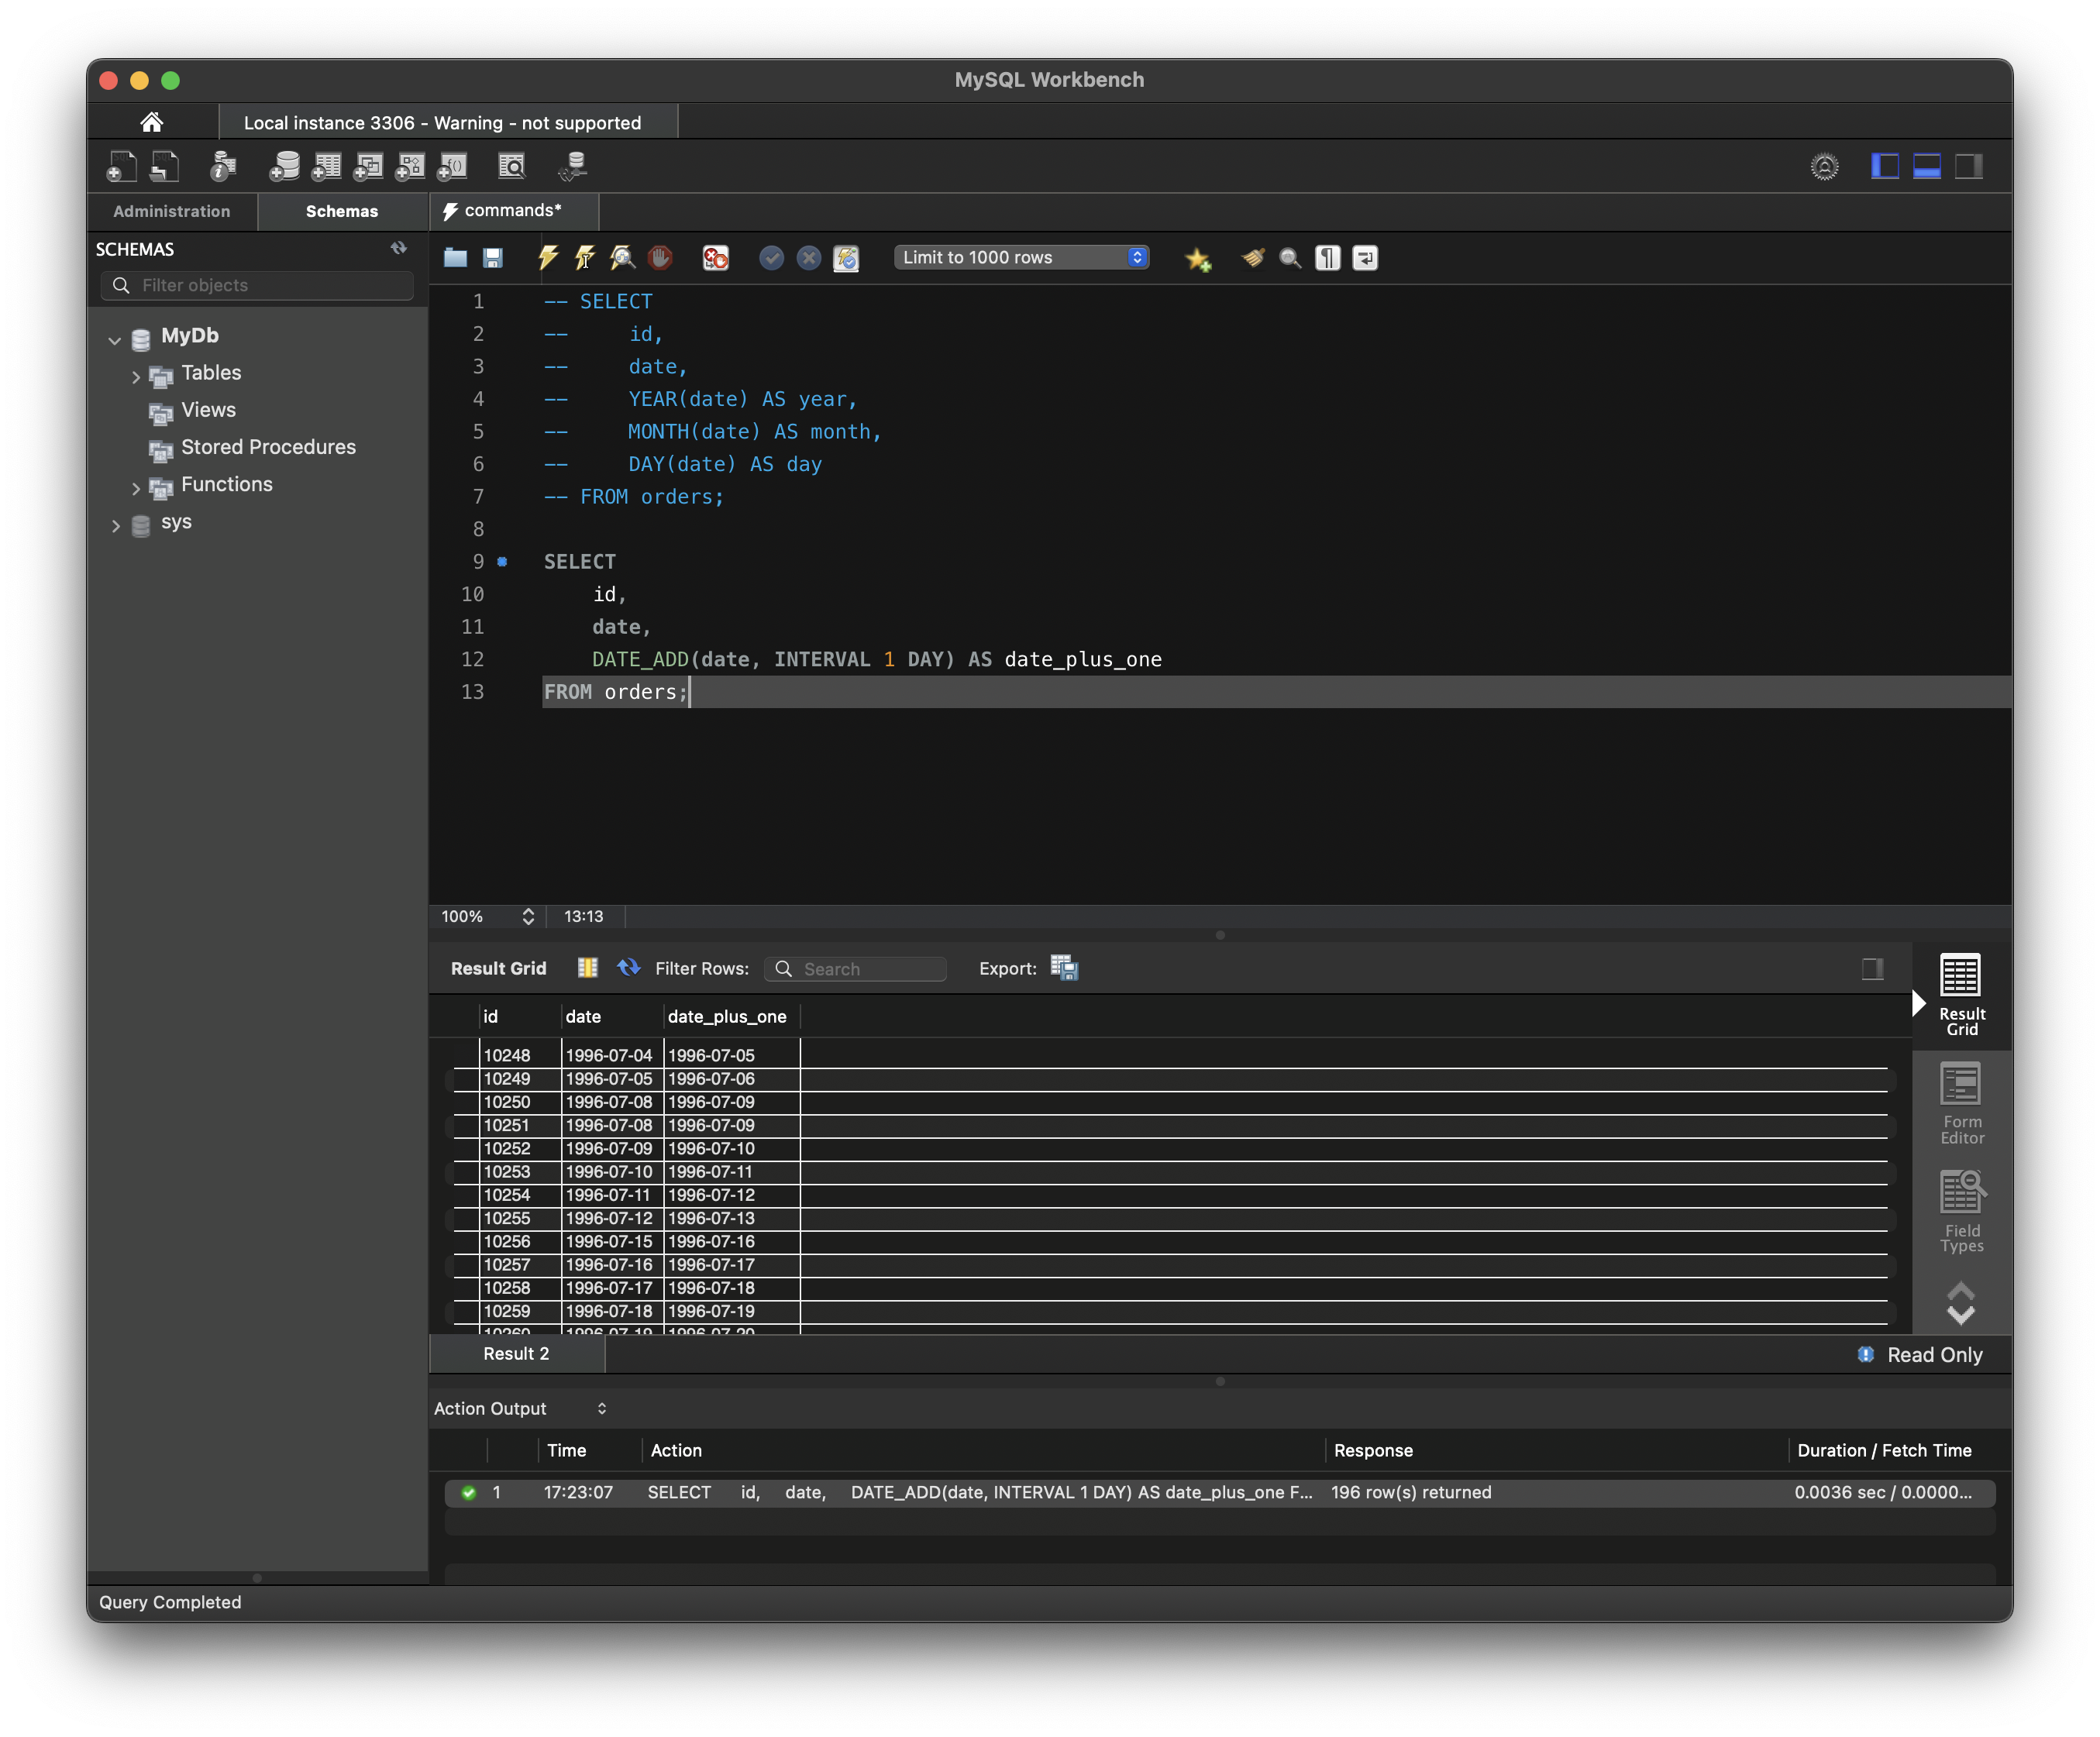 MySQL Workbench
Local instance 3306 - Warning - not supported
Administration
Schemas
commands*
SCHEMAS
Filter objects
MyDb
Tables
Views
Stored Procedures
Functions
sys
Limit to 1000 rows
1 -- SELECT
2 -- id,
3 -- date,
4 -- YEAR(date) AS year,
5 -- MONTH(date) AS month,
6 -- DAY(date) AS day
7 -- FROM orders;
8
9 SELECT
10 id,
11 date,
12 DATE_ADD(date, INTERVAL 1 DAY) AS date_plus_one
13 FROM orders;
100% 13:13
Result Grid Filter Rows: Search Export:
id date date_plus_one
10248 1996-07-04 1996-07-05
10249 1996-07-05 1996-07-06
10250 1996-07-08 1996-07-09
10251 1996-07-08 1996-07-09
10252 1996-07-09 1996-07-10
10253 1996-07-10 1996-07-11
10254 1996-07-11 1996-07-12
10255 1996-07-12 1996-07-13
10256 1996-07-15 1996-07-16
10257 1996-07-16 1996-07-17
10258 1996-07-17 1996-07-18
10259 1996-07-18 1996-07-19
10260 1996-07-19 1996-07-20
Result
Grid
Form
Editor
Field
Types
Result 2
Read Only
Action Output
Time Action Response Duration / Fetch Time
1 17:23:07 SELECT id, date, DATE_ADD(date, INTERVAL 1 DAY) AS date_plus_one F... 196 row(s) returned 0.0036 sec / 0.0000...
Query Completed